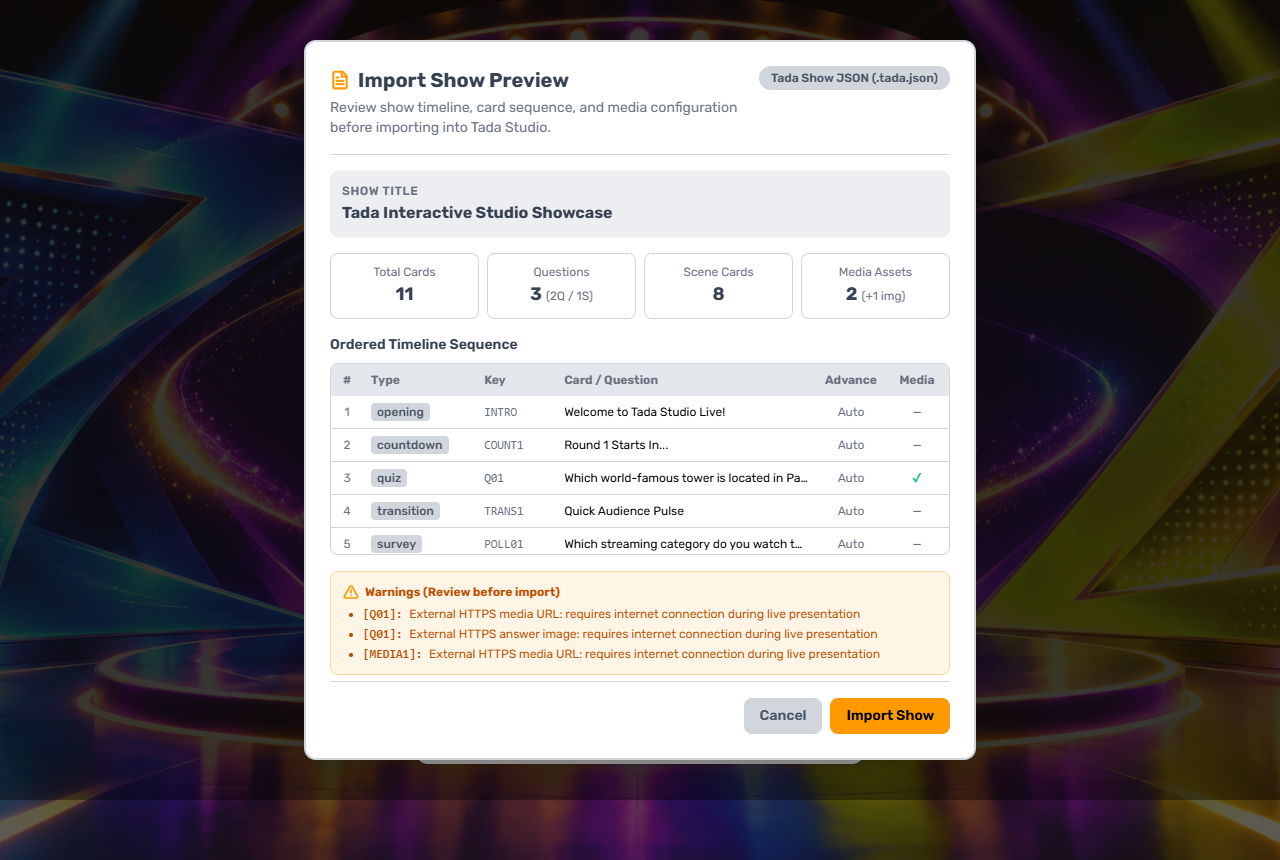 Import Show Preview
Tada Show JSON (.tada.json)
Review show timeline, card sequence, and media configuration
before importing into Tada Studio.
SHOW TITLE
Tada Interactive Studio Showcase
Total Cards
11
Questions
3 (2Q / 1S)
Scene Cards
8
Media Assets
2 (+1 img)
Ordered Timeline Sequence
# Type Key Card / Question Advance Media
1 opening INTRO Welcome to Tada Studio Live! Auto —
2 countdown COUNT1 Round 1 Starts In... Auto —
3 quiz Q01 Which world-famous tower is located in Pa… Auto ✓
4 transition TRANS1 Quick Audience Pulse Auto —
5 survey POLL01 Which streaming category do you watch t… Auto —
Warnings (Review before import)
• [Q01]: External HTTPS media URL: requires internet connection during live presentation
• [Q01]: External HTTPS answer image: requires internet connection during live presentation
• [MEDIA1]: External HTTPS media URL: requires internet connection during live presentation
Cancel
Import Show